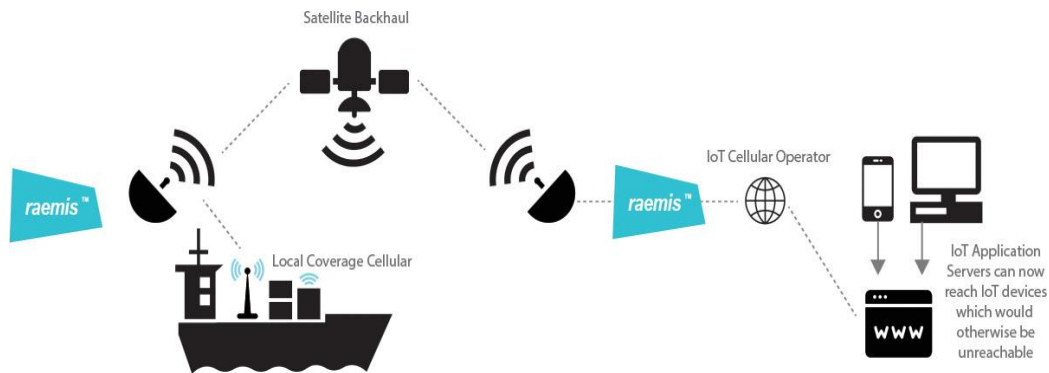 Satellite Backhaul
raemis™
Local Coverage Cellular
raemis™
IoT Cellular Operator
IoT Application
Servers can now
reach IoT devices
which would
otherwise be
unreachable
www